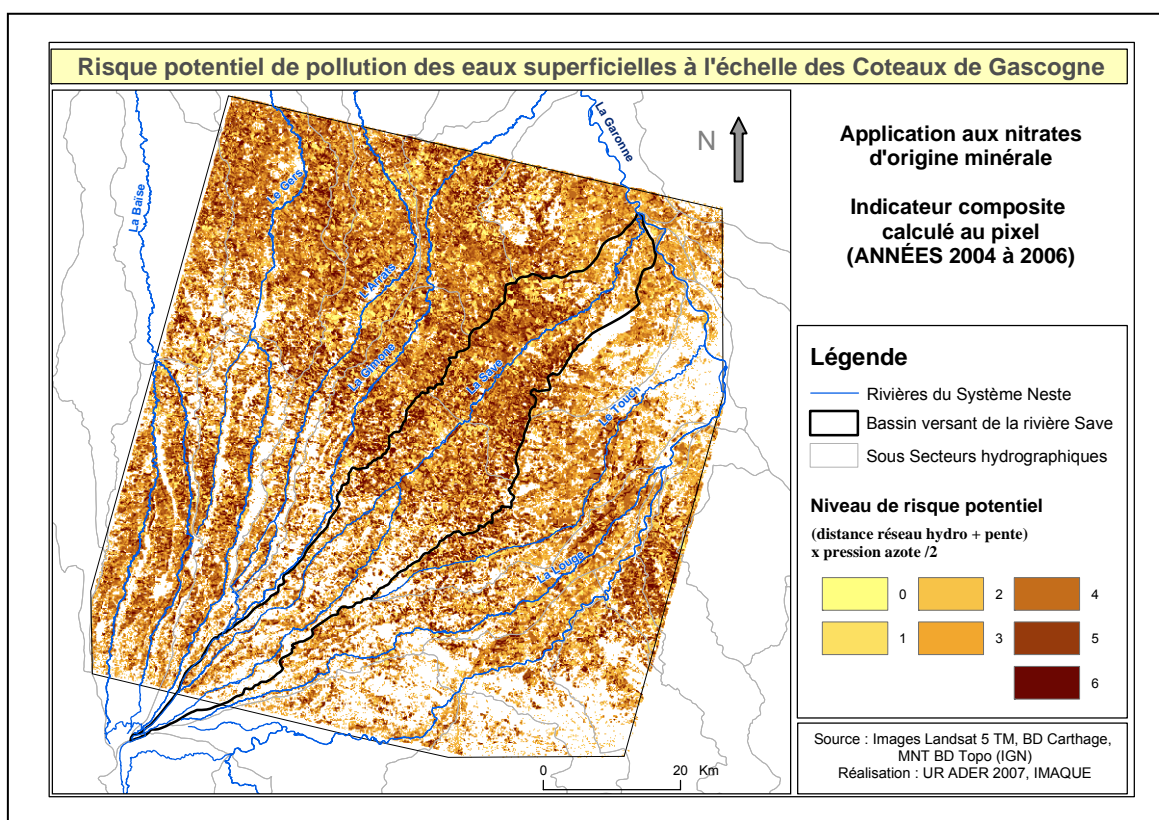 Risque potentiel de pollution des eaux superficielles à l'échelle des Coteaux de Gascogne
La Garonne
N
La Baïse
Le Gers
L'Arrats
La Gimone
La Save
Le Touch
La Louge
0 20 Km
Application aux nitrates
d'origine minérale
Indicateur composite
calculé au pixel
(ANNÉES 2004 à 2006)
Légende
Rivières du Système Neste
Bassin versant de la rivière Save
Sous Secteurs hydrographiques
Niveau de risque potentiel
(distance réseau hydro + pente)
x pression azote /2
0 2 4
1 3 5
6
Source : Images Landsat 5 TM, BD Carthage,
MNT BD Topo (IGN)
Réalisation : UR ADER 2007, IMAQUE